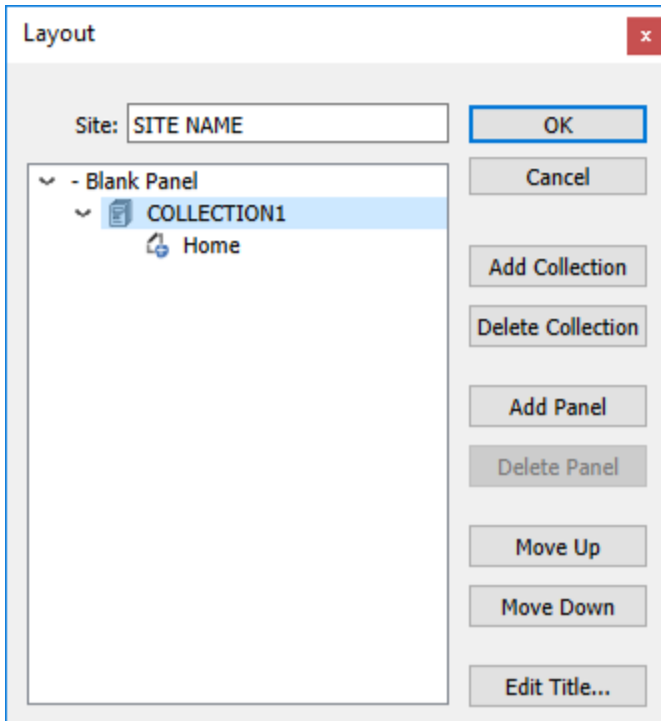 Layout
x
Site: SITE NAME
OK
- Blank Panel
Cancel
COLLECTION1
Home
Add Collection
Delete Collection
Add Panel
Delete Panel
Move Up
Move Down
Edit Title...